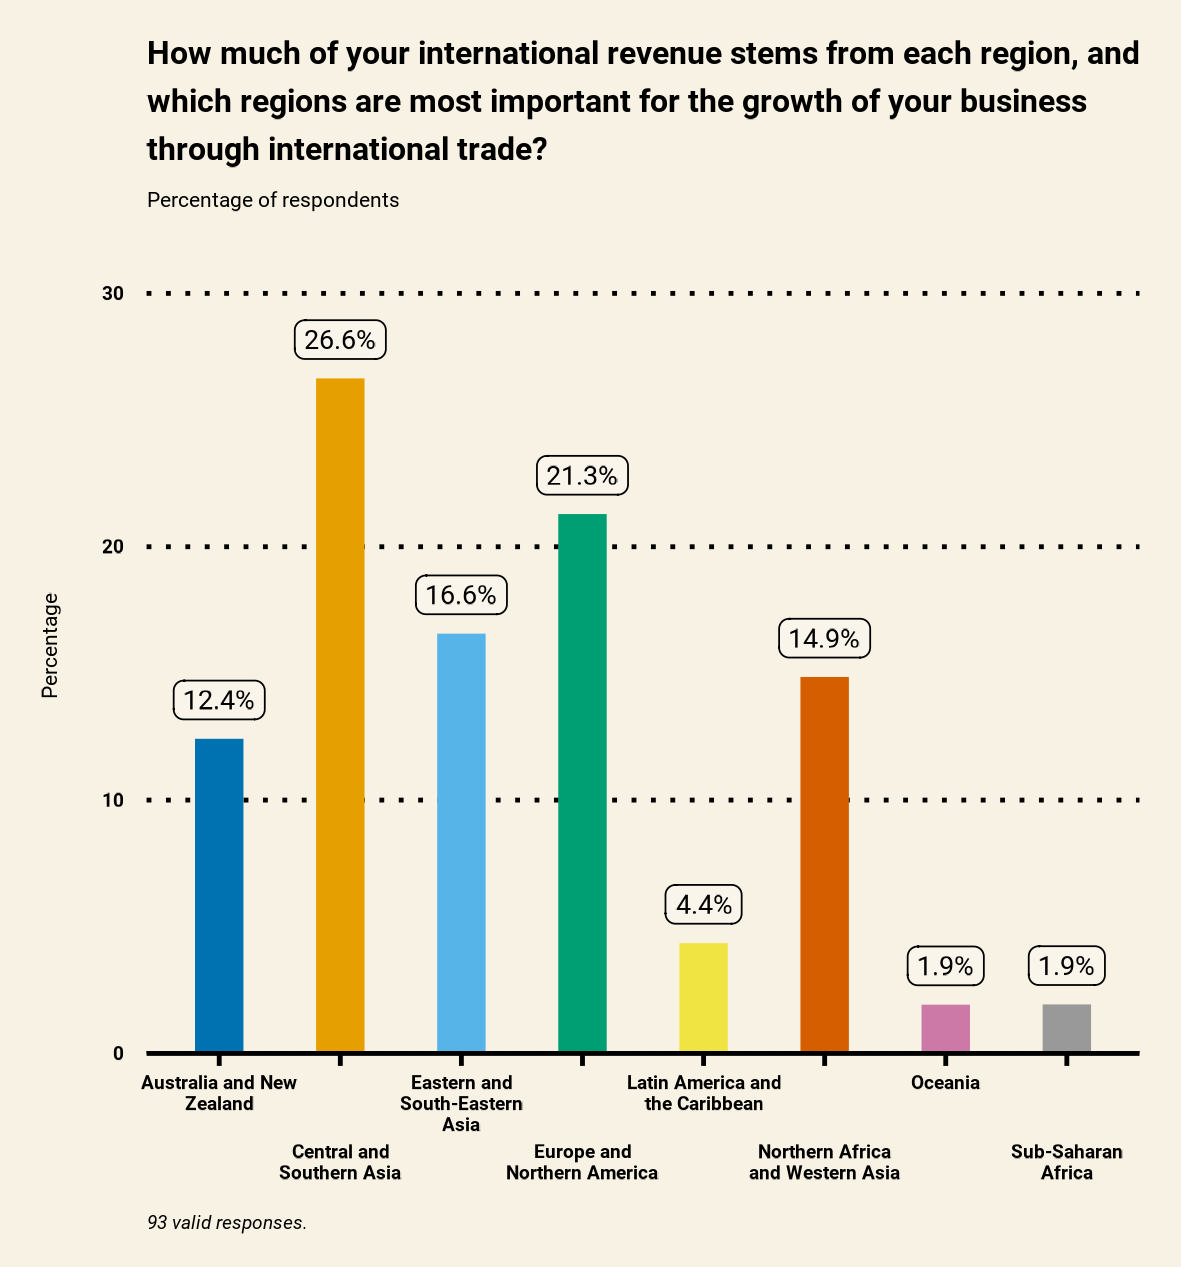 How much of your international revenue stems from each region, and
which regions are most important for the growth of your business
through international trade?
Percentage of respondents
Percentage
30
20
10
0
12.4%
26.6%
16.6%
21.3%
4.4%
14.9%
1.9%
1.9%
Australia and New
Zealand
Central and
Southern Asia
Eastern and
South-Eastern
Asia
Europe and
Northern America
Latin America and
the Caribbean
Northern Africa
and Western Asia
Oceania
Sub-Saharan
Africa
93 valid responses.